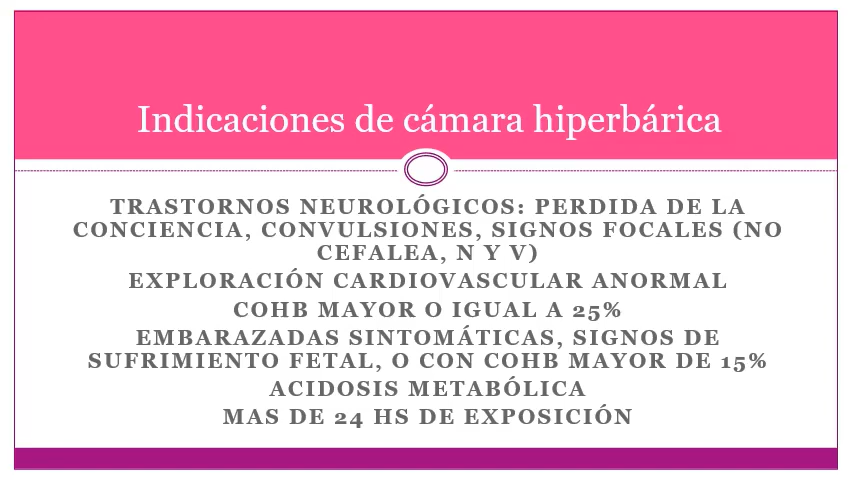 Indicaciones de cámara hiperbárica
TRASTORNOS NEUROLÓGICOS: PERDIDA DE LA
CONCIENCIA, CONVULSIONES, SIGNOS FOCALES (NO
CEFALEA, N Y V)
EXPLORACIÓN CARDIOVASCULAR ANORMAL
COHB MAYOR O IGUAL A 25%
EMBARAZADAS SINTOMÁTICAS, SIGNOS DE
SUFRIMIENTO FETAL, O CON COHB MAYOR DE 15%
ACIDOSIS METABÓLICA
MAS DE 24 HS DE EXPOSICIÓN